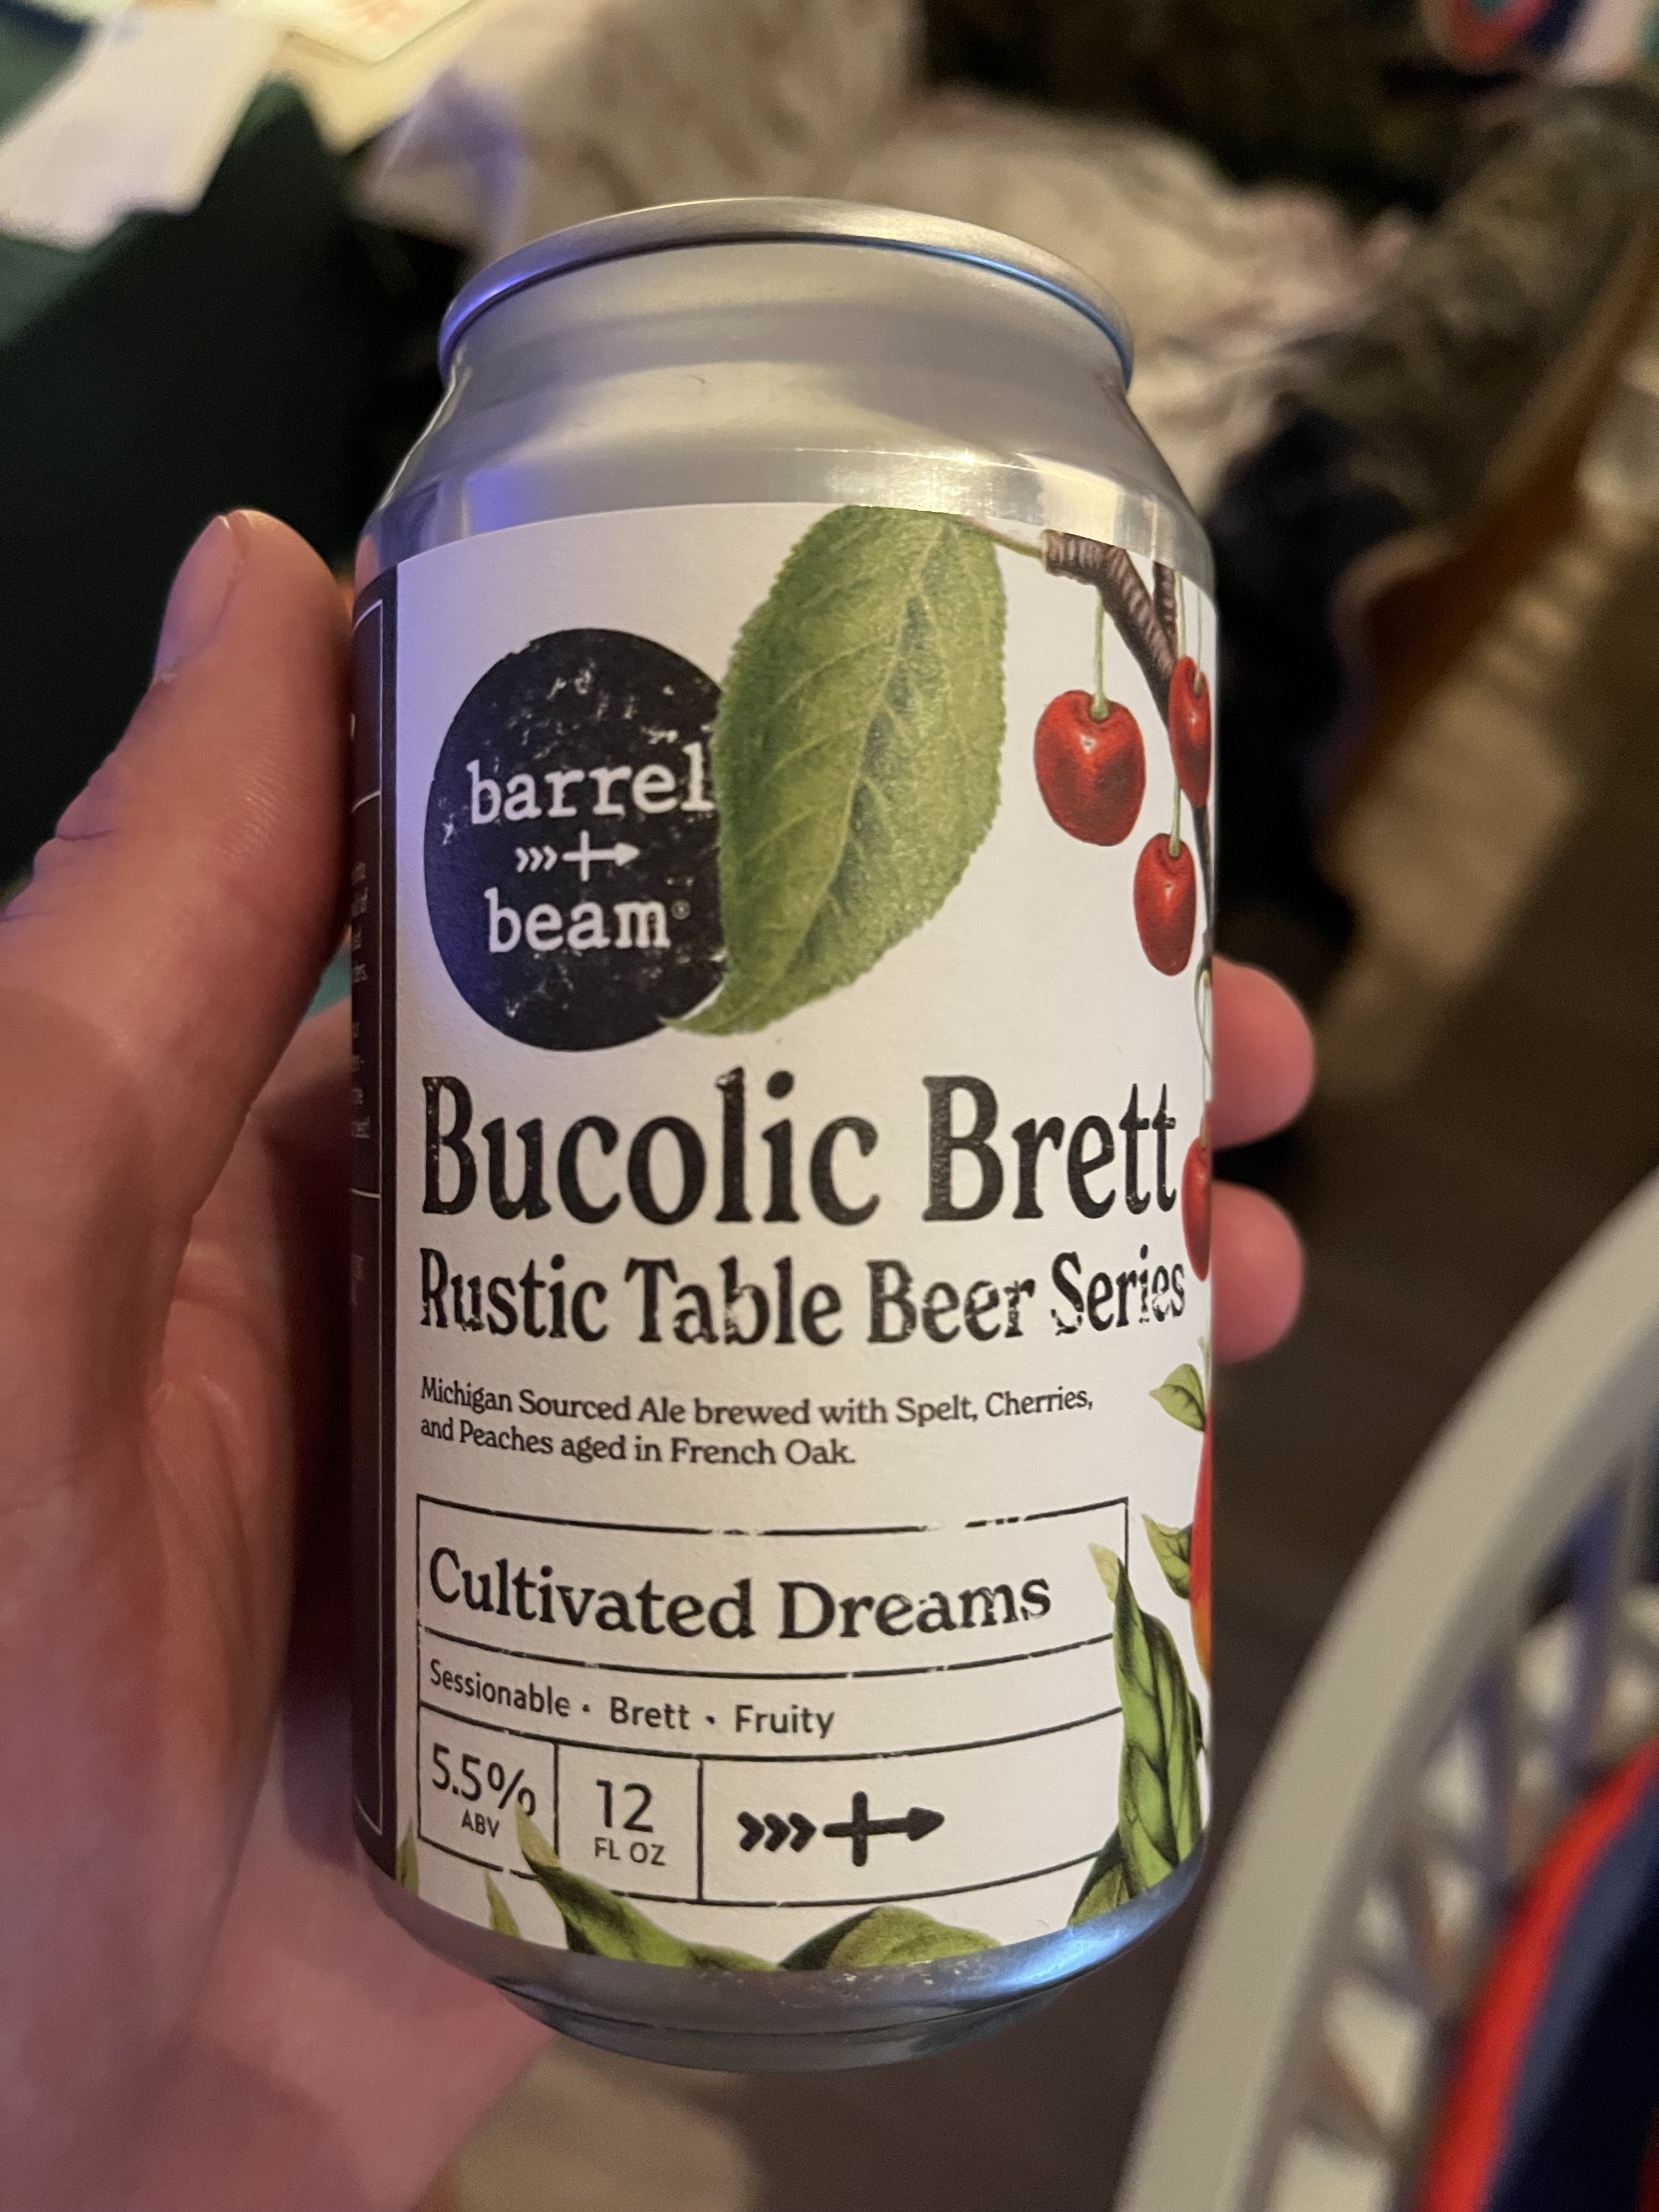 barrel
beam®
Bucolic Brett
Rustic Table Beer Series
Michigan Sourced Ale brewed with Spelt, Cherries,
and Peaches aged in French Oak.
Cultivated Dreams
Sessionable · Brett · Fruity
5.5%
ABV
12
FL OZ